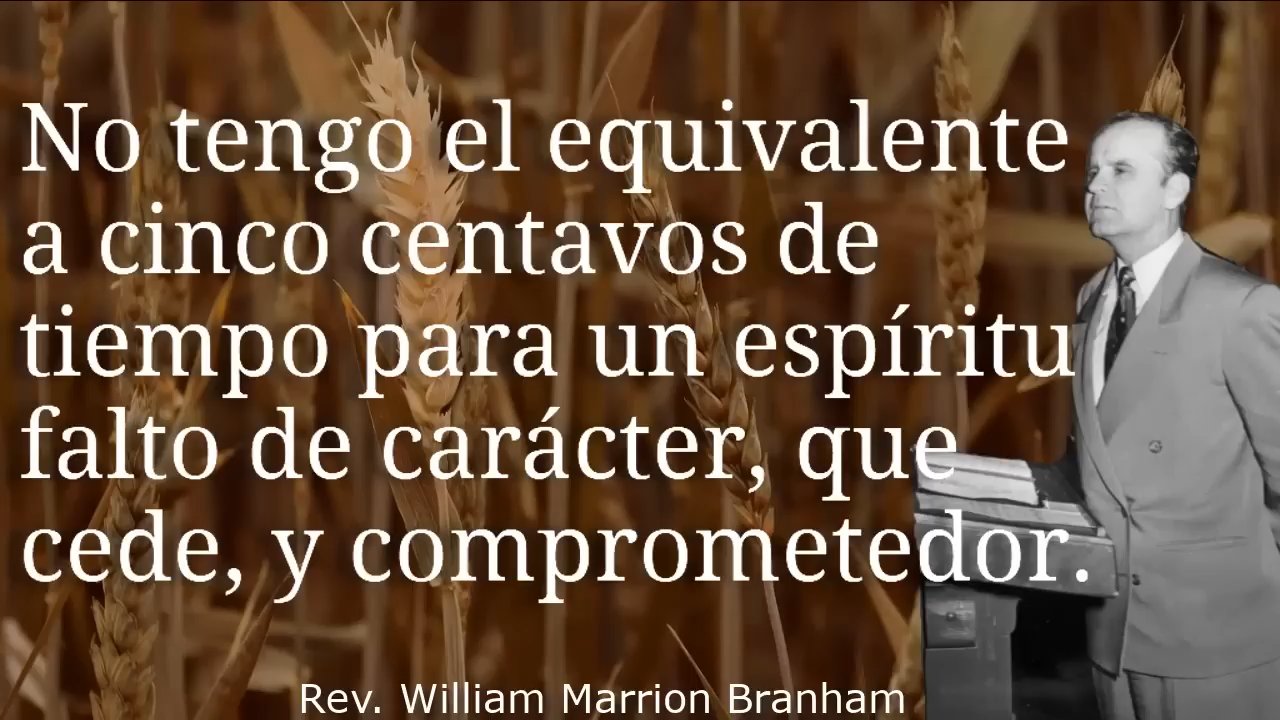 No tengo el equivalente
a cinco centavos de
tiempo para un espíritu
falto de carácter, que
cede, y comprometedor.
Rev. William Marrion Branham